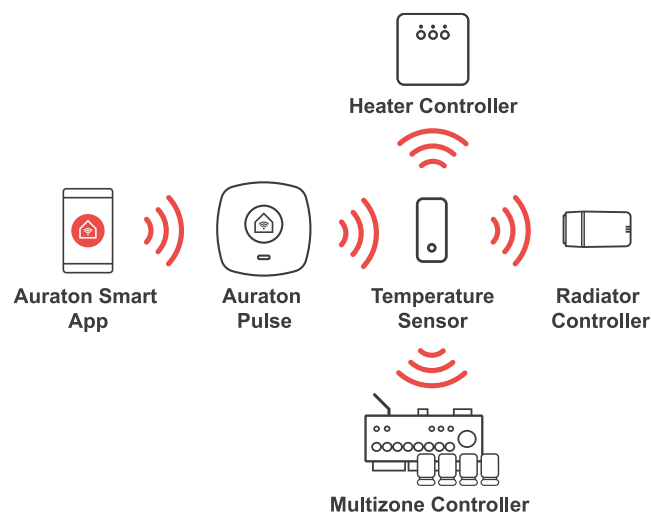 Heater Controller
Auraton Smart
App
Auraton
Pulse
Temperature
Sensor
Radiator
Controller
Multizone Controller